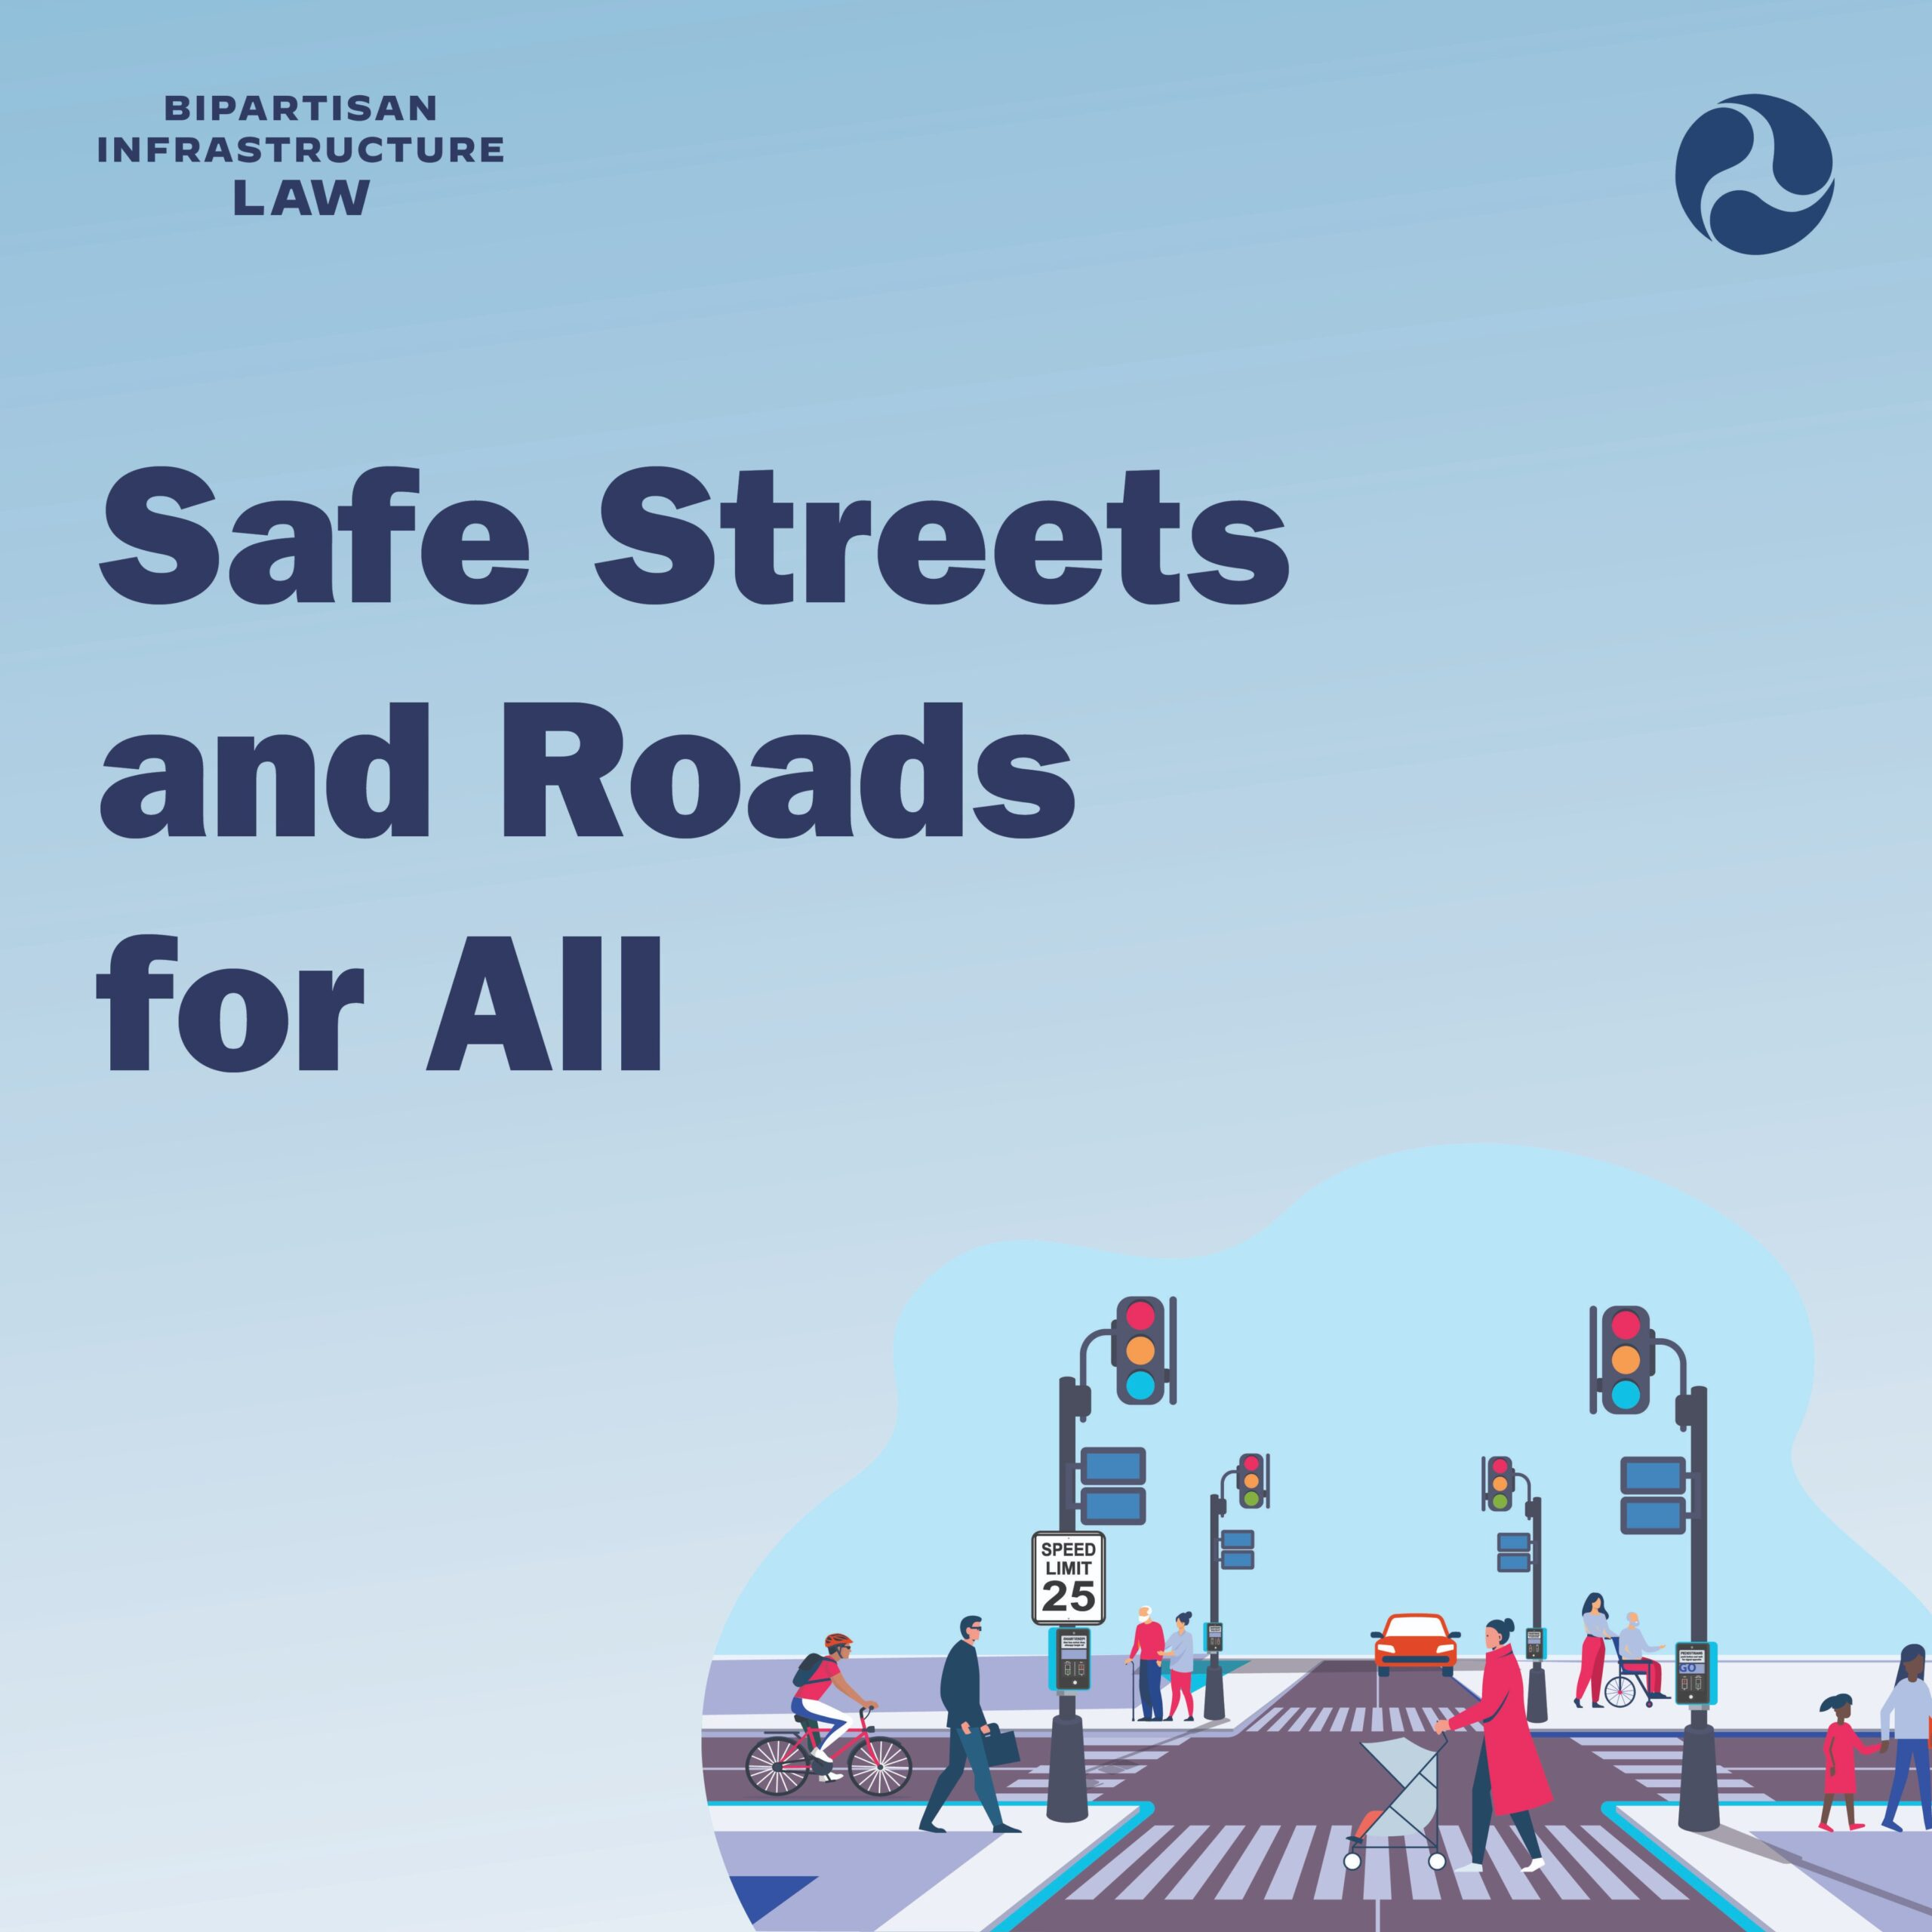 BIPARTISAN
INFRASTRUCTURE
LAW
Safe Streets
and Roads
for All
SPEED
LIMIT
25
GO